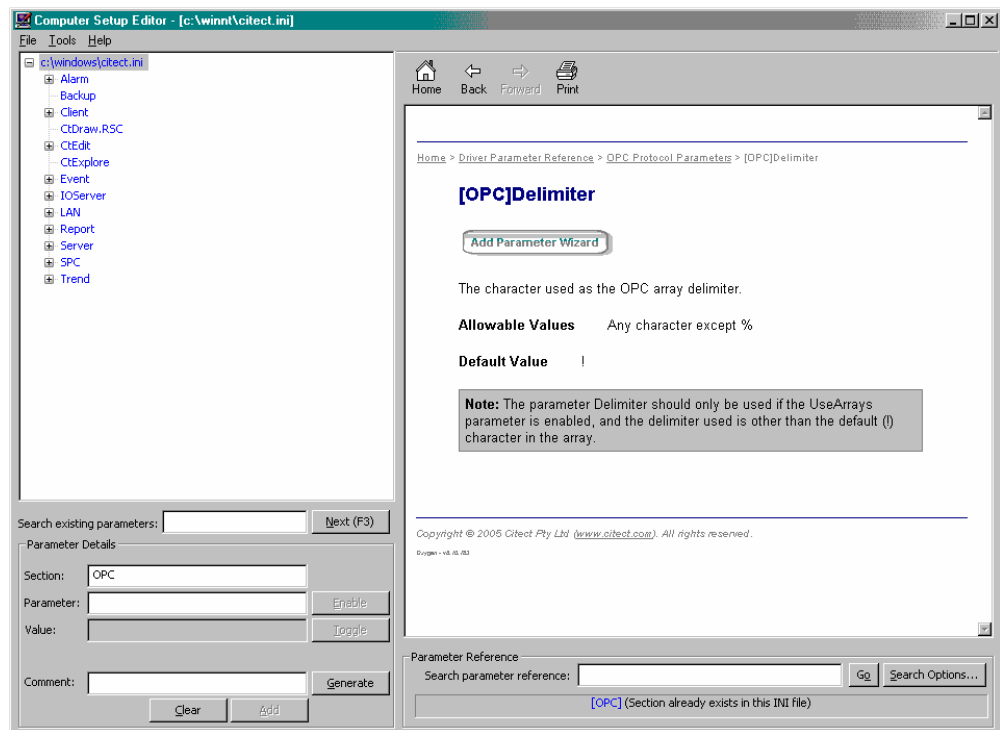 Computer Setup Editor - [c:\winnt\citect.ini]
File Tools Help
c:\windows\citect.ini
Alarm
Backup
Client
CtDraw.RSC
CtEdit
CtExplore
Event
IOServer
LAN
Report
Server
SPC
Trend
Search existing parameters:
Next (F3)
Parameter Details
Section: OPC
Parameter:
Enable
Value:
Toggle
Comment:
Generate
Clear
Add
Home Back Forward Print
Home > Driver Parameter Reference > OPC Protocol Parameters > [OPC]Delimiter
[OPC]Delimiter
Add Parameter Wizard
The character used as the OPC array delimiter.
Allowable Values Any character except %
Default Value !
Note: The parameter Delimiter should only be used if the UseArrays
parameter is enabled, and the delimiter used is other than the default (!)
character in the array.
Copyright © 2005 Citect Pty Ltd (www.citect.com). All rights reserved.
Parameter Reference
Search parameter reference:
Go
Search Options...
[OPC] (Section already exists in this INI file)